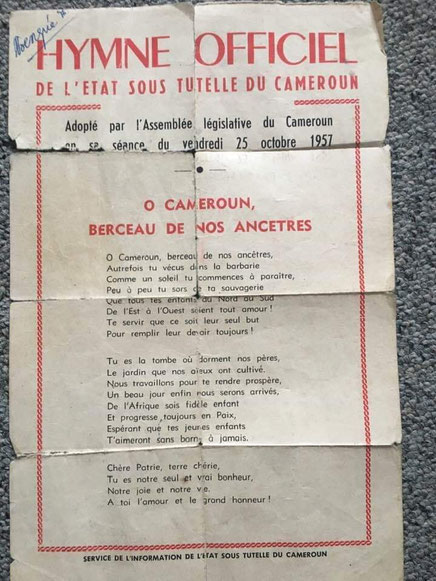 HYMNE OFFICIEL
DE L'ETAT SOUS TUTELLE DU CAMEROUN
Adopté par l'Assemblée législative du Cameroun
en sa séance du vendredi 25 octobre 1957
O CAMEROUN,
BERCEAU DE NOS ANCETRES
O Cameroun, berceau de nos ancêtres,
Autrefois tu vécus dans la barbarie
Comme un soleil tu commences à paraître,
Peu à peu tu sors de ta sauvagerie
Que tous tes enfants du Nord au Sud
De l'Est à l'Ouest soient tout amour !
Te servir que ce soit leur seul but
Pour remplir leur devoir toujours !
Tu es la tombe où dorment nos pères,
Le jardin que nos aïeux ont cultivé.
Nous travaillons pour te rendre prospère,
Un beau jour enfin nous serons arrivés,
De l'Afrique sois fidèle enfant
Et progresse toujours en Paix,
Espérant que tes jeunes enfants
T'aimeront sans borne à jamais.
Chère Patrie, terre chérie,
Tu es notre seul et vrai bonheur,
Notre joie et notre vie.
A toi l'amour et le grand honneur !
SERVICE DE L'INFORMATION DE L'ÉTAT SOUS TUTELLE DU CAMEROUN